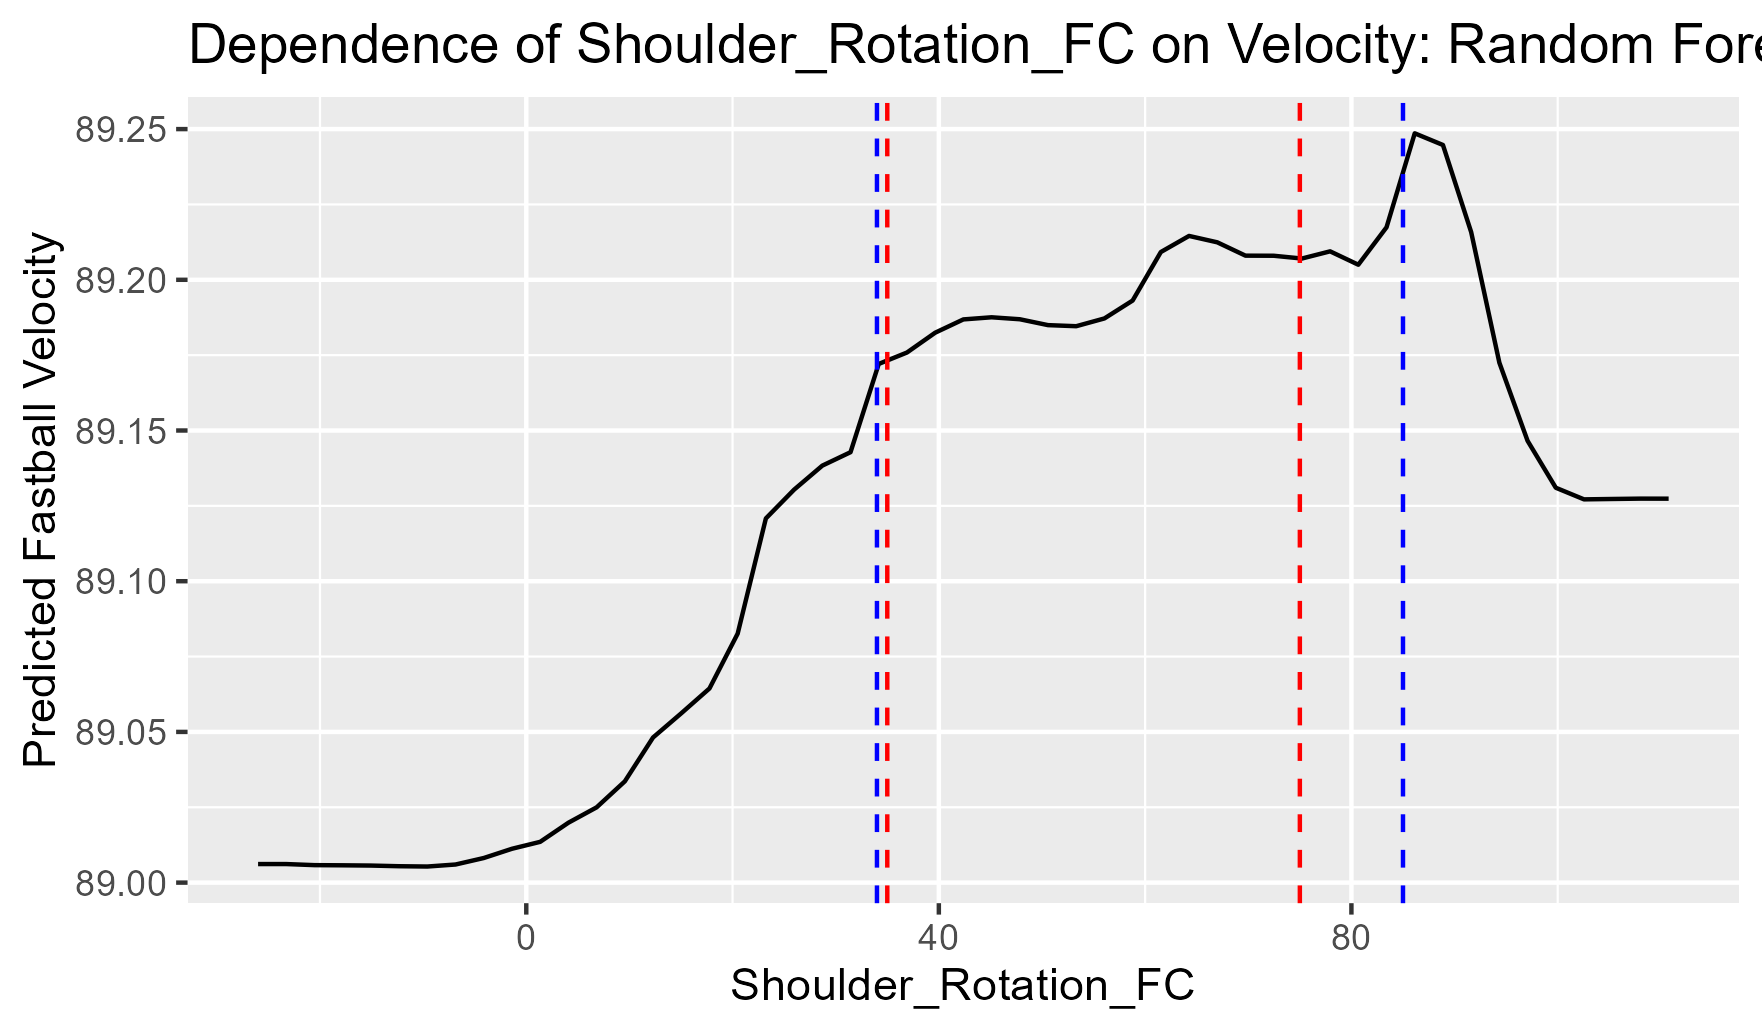 Dependence of Shoulder_Rotation_FC on Velocity: Random
Predicted Fastball Velocity
89.25
89.20
89.15
89.10
89.05
89.00
0 40 80
Shoulder_Rotation_FC